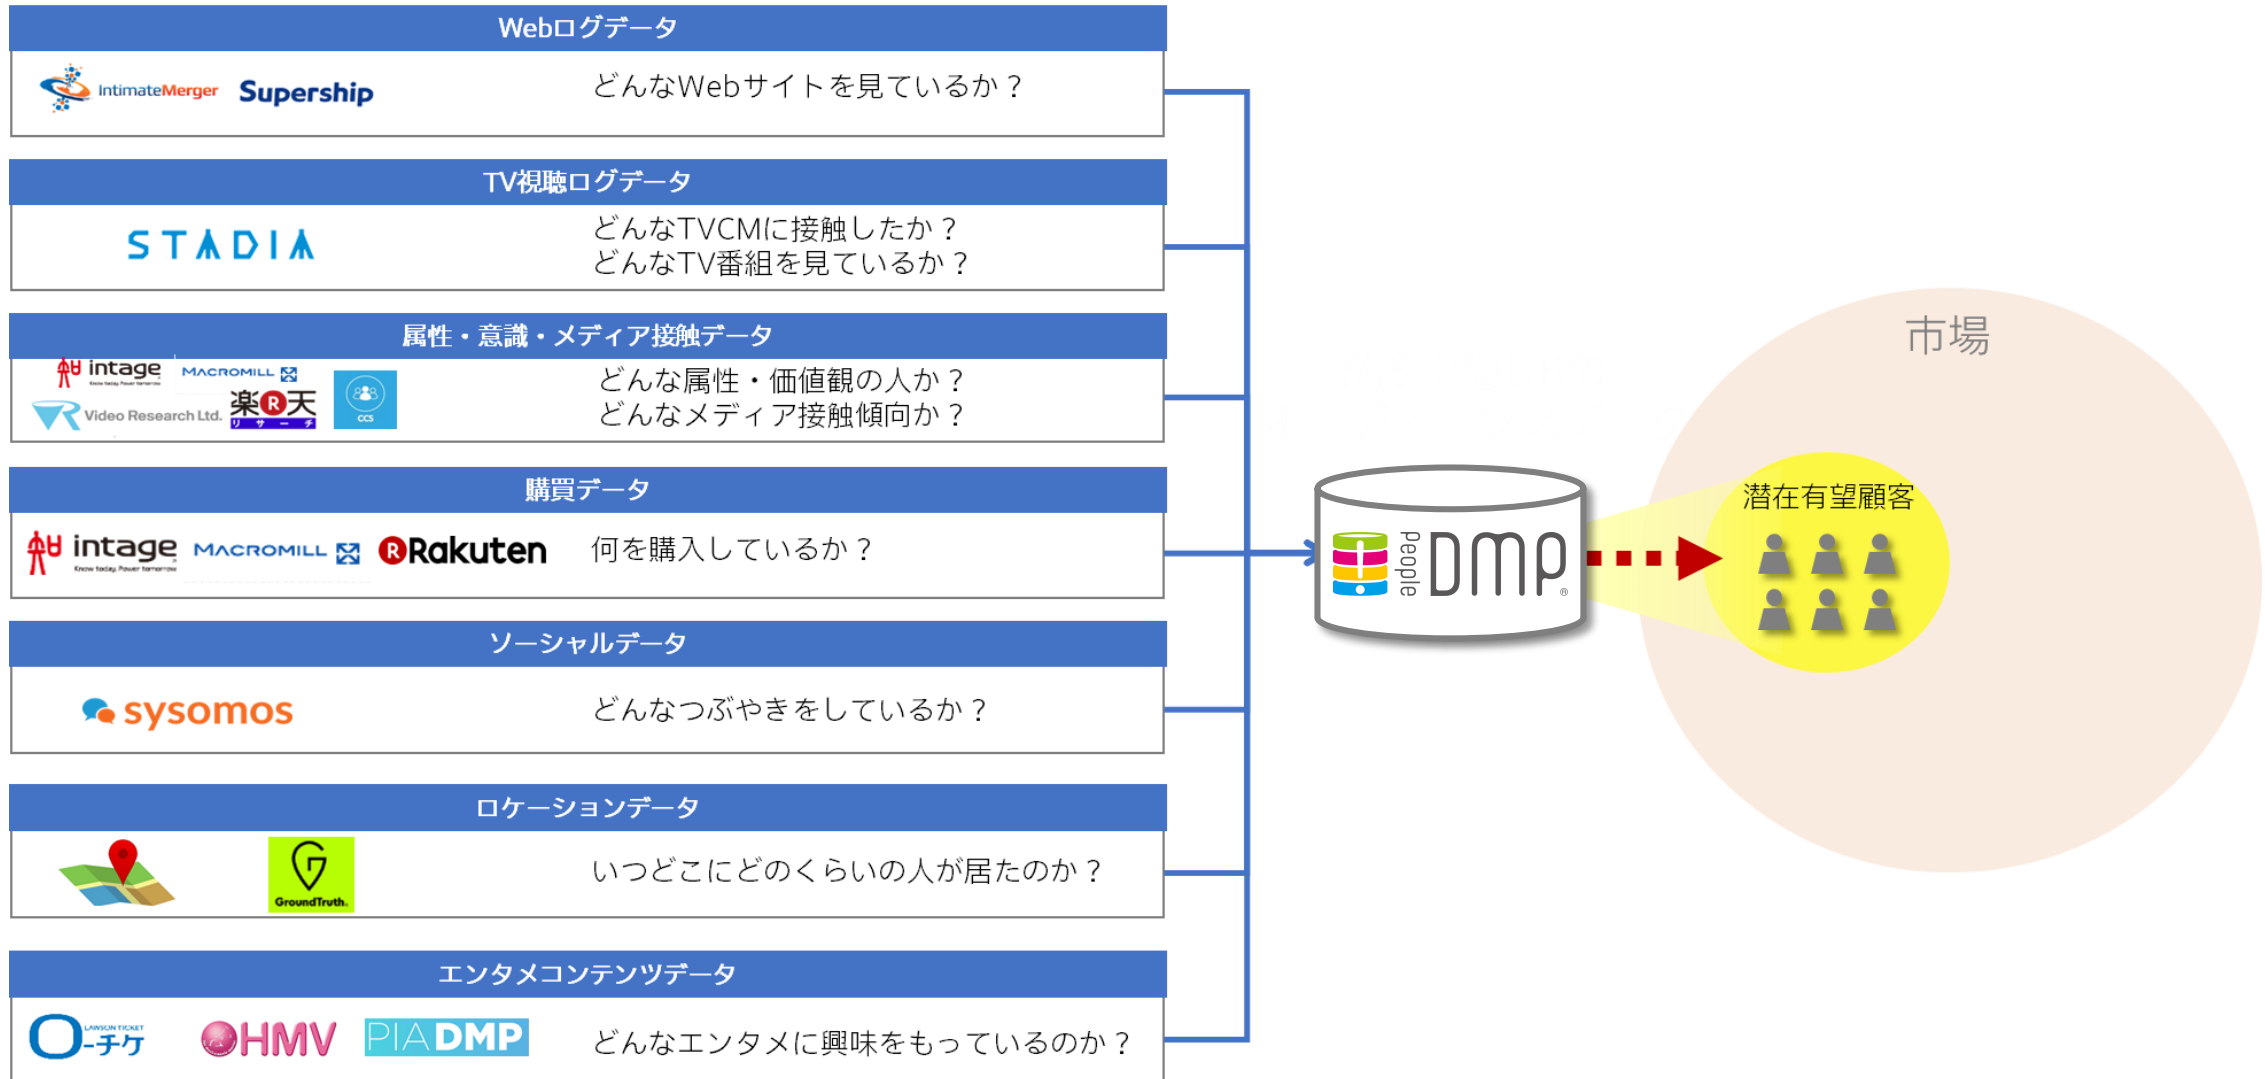 Webログデータ
IntimateMerger Supership
どんなWebサイトを見ているか？
TV視聴ログデータ
STADIA
どんなTVCMに接触したか？
どんなTV番組を見ているか？
属性・意識・メディア接触データ
intage
Know today, Power tomorrow
MACROMILL
Video Research Ltd.
楽R天
リサーチ
CCS
どんな属性・価値観の人か？
どんなメディア接触傾向か？
購買データ
intage
Know today, Power tomorrow
MACROMILL
R Rakuten
何を購入しているか？
ソーシャルデータ
sysomos
どんなつぶやきをしているか？
ロケーションデータ
GroundTruth.
いつどこにどのくらいの人が居たのか？
エンタメコンテンツデータ
LAWSON TICKET
ローチケ
HMV
PIA DMP
どんなエンタメに興味をもっているのか？
people DMP®
市場
潜在有望顧客